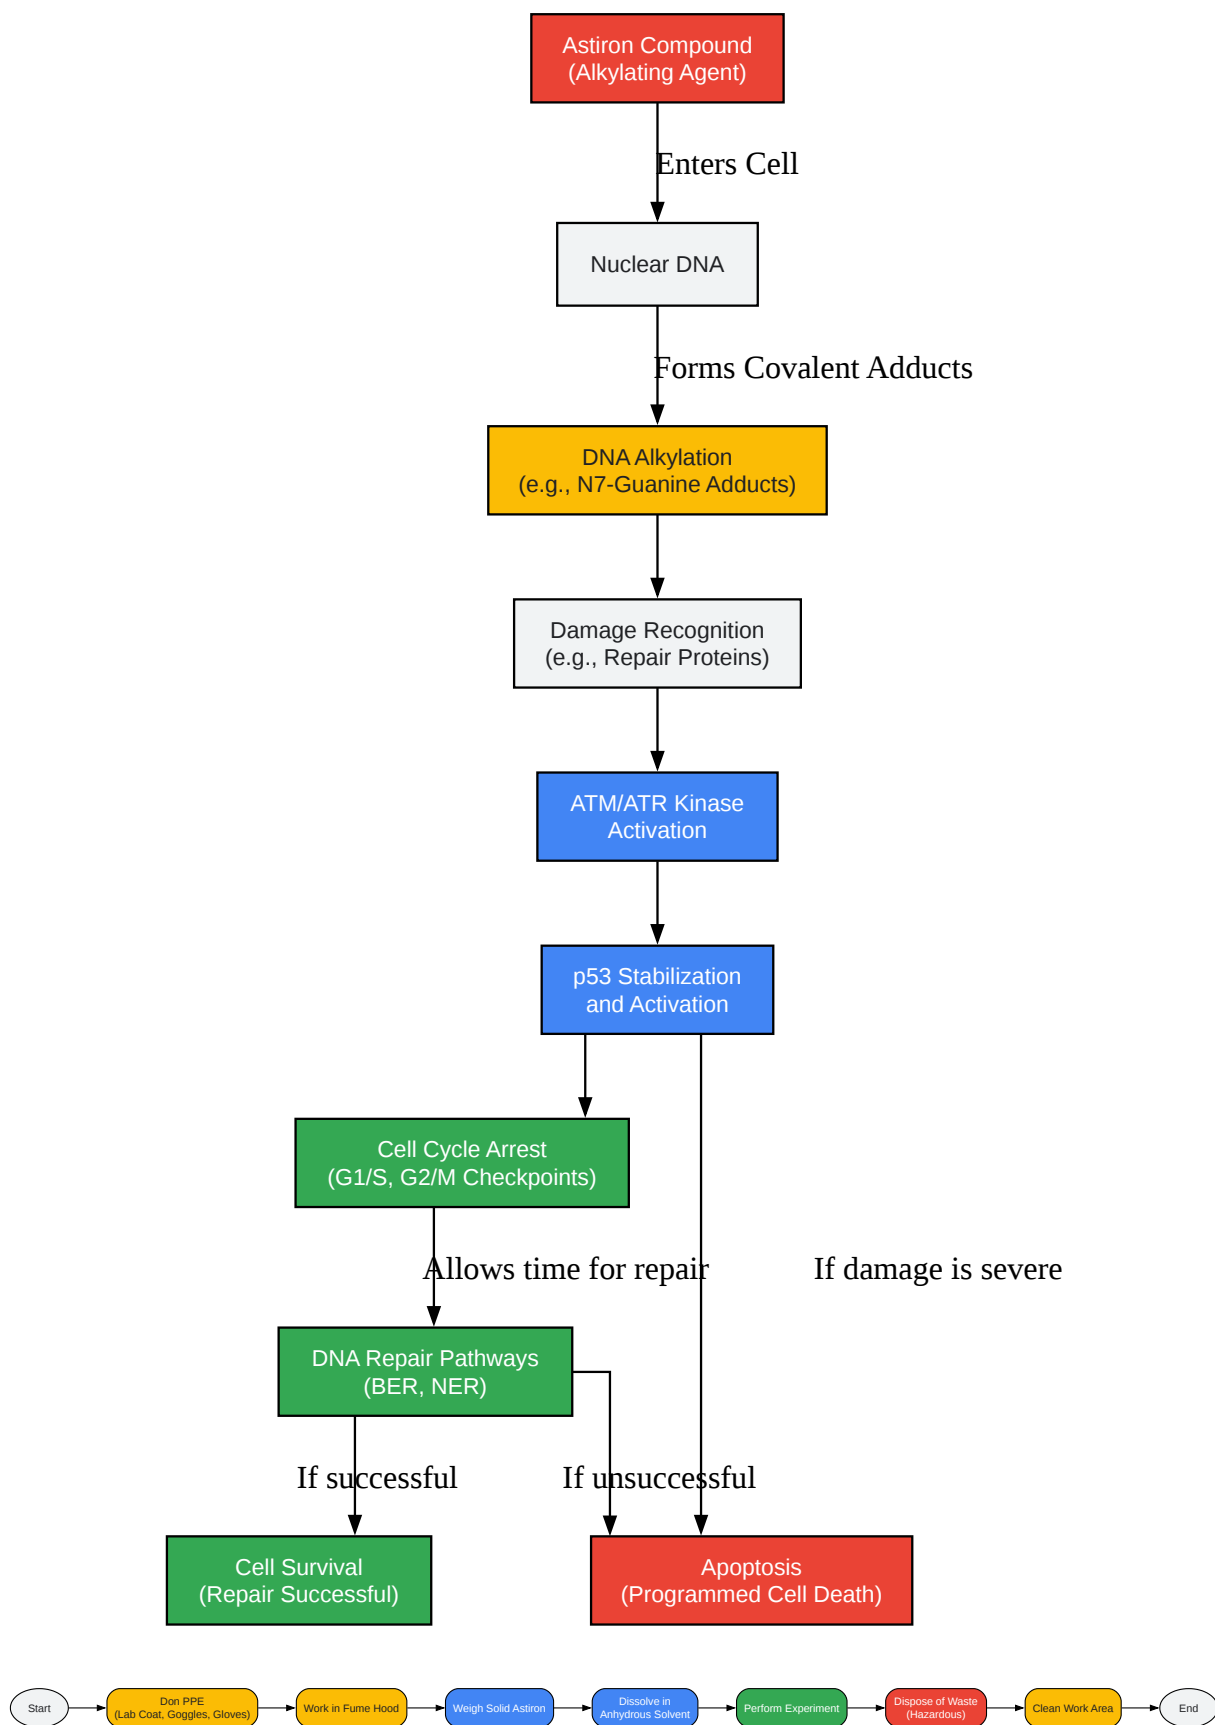 Astiron Compound
(Alkylating Agent)
Enters Cell
Nuclear DNA
Forms Covalent Adducts
DNA Alkylation
(e.g., N7-Guanine Adducts)
Damage Recognition
(e.g., Repair Proteins)
ATM/ATR Kinase
Activation
p53 Stabilization
and Activation
Cell Cycle Arrest
(G1/S, G2/M Checkpoints)
Allows time for repair
If damage is severe
DNA Repair Pathways
(BER, NER)
If successful
If unsuccessful
Cell Survival
(Repair Successful)
Apoptosis
(Programmed Cell Death)
Start
Don PPE
(Lab Coat, Goggles, Gloves)
Work in Fume Hood
Weigh Solid Astiron
Dissolve in
Anhydrous Solvent
Perform Experiment
Dispose of Waste
(Hazardous)
Clean Work Area
End